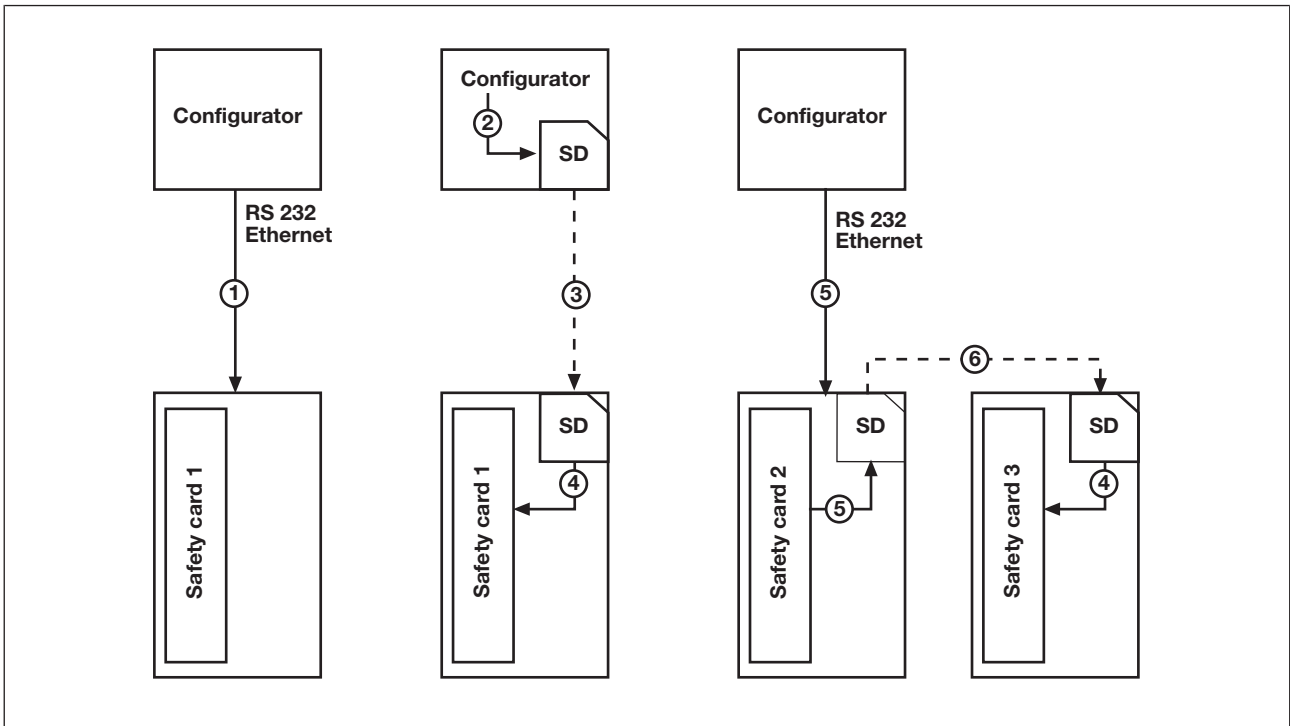 Configurator
RS 232
Ethernet
1
Safety card 1
Configurator
2
SD
3
SD
4
Safety card 1
Configurator
RS 232
Ethernet
5
6
SD
5
Safety card 2
SD
4
Safety card 3